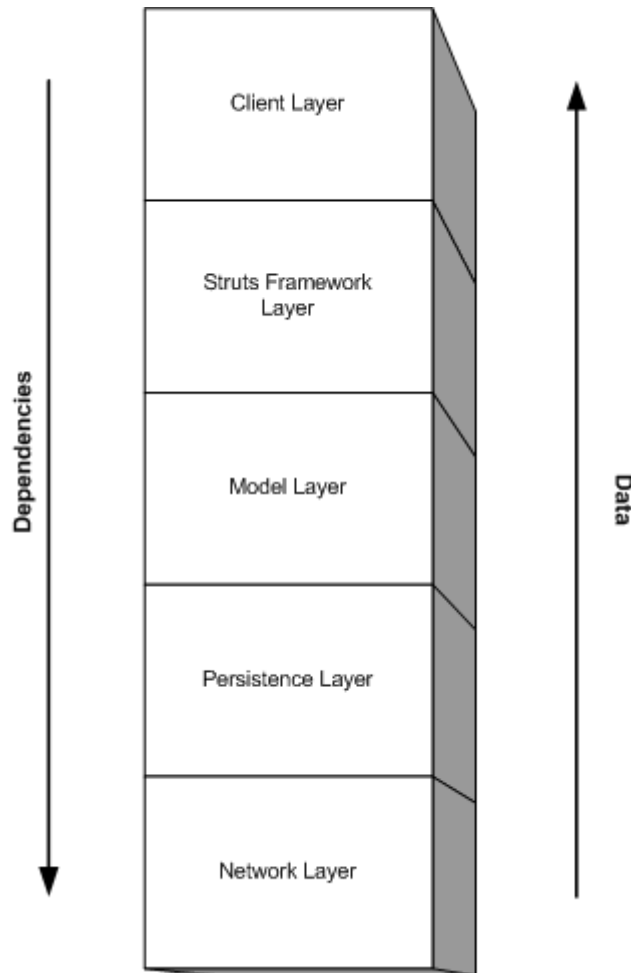 Client Layer
Struts Framework
Layer
Dependencies
Model Layer
Data
Persistence Layer
Network Layer